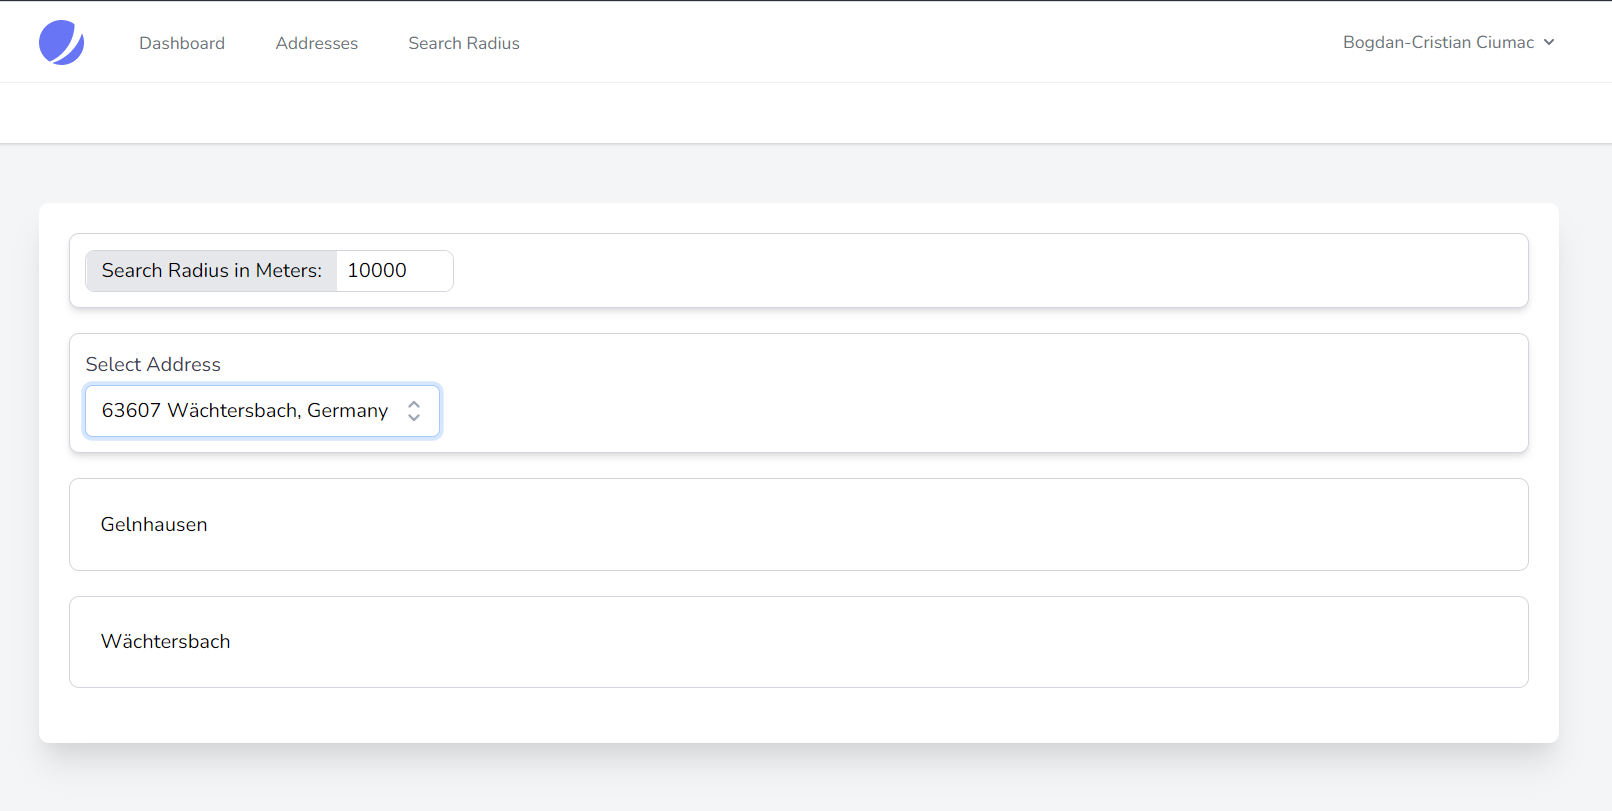 Dashboard Addresses Search Radius Bogdan-Cristian Ciumac
Search Radius in Meters: 10000
Select Address
63607 Wächtersbach, Germany
Gelnhausen
Wächtersbach